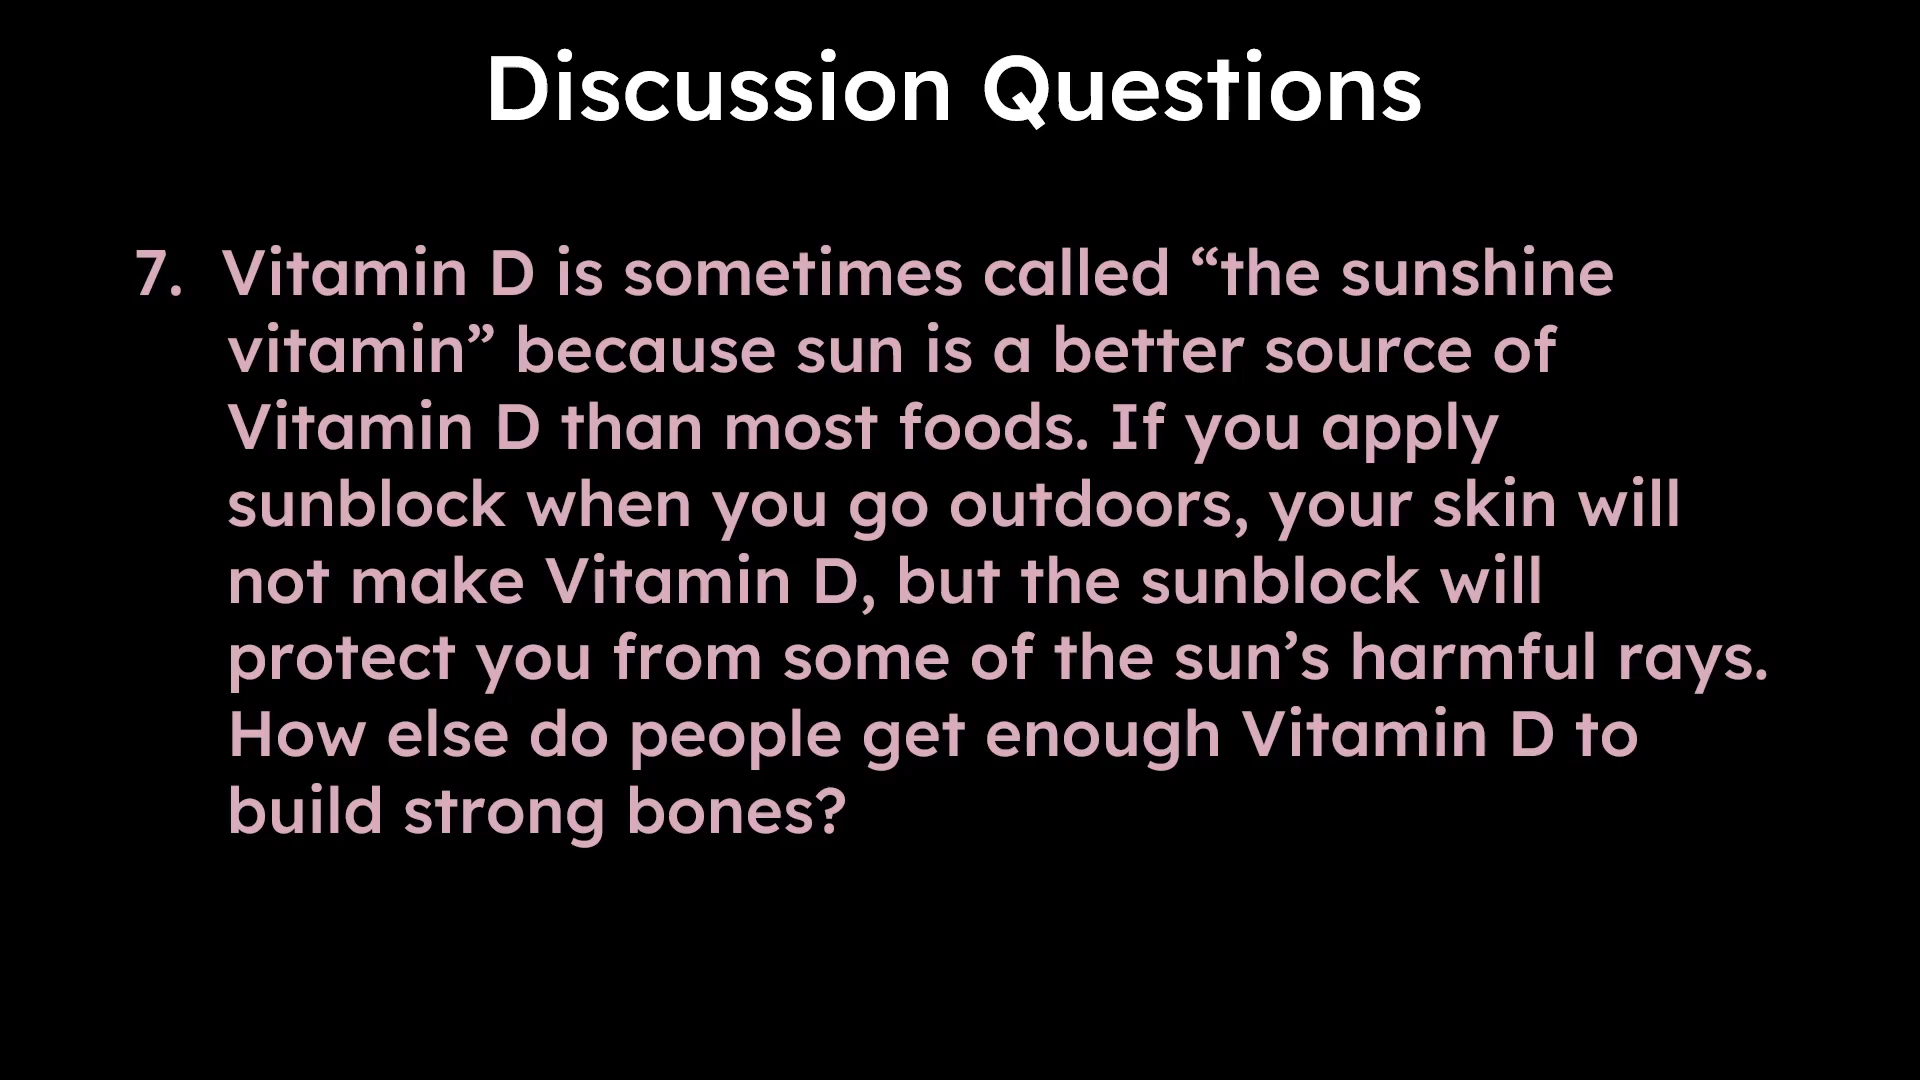 Discussion Questions
7. Vitamin D is sometimes called “the sunshine
vitamin” because sun is a better source of
Vitamin D than most foods. If you apply
sunblock when you go outdoors, your skin will
not make Vitamin D, but the sunblock will
protect you from some of the sun’s harmful rays.
How else do people get enough Vitamin D to
build strong bones?